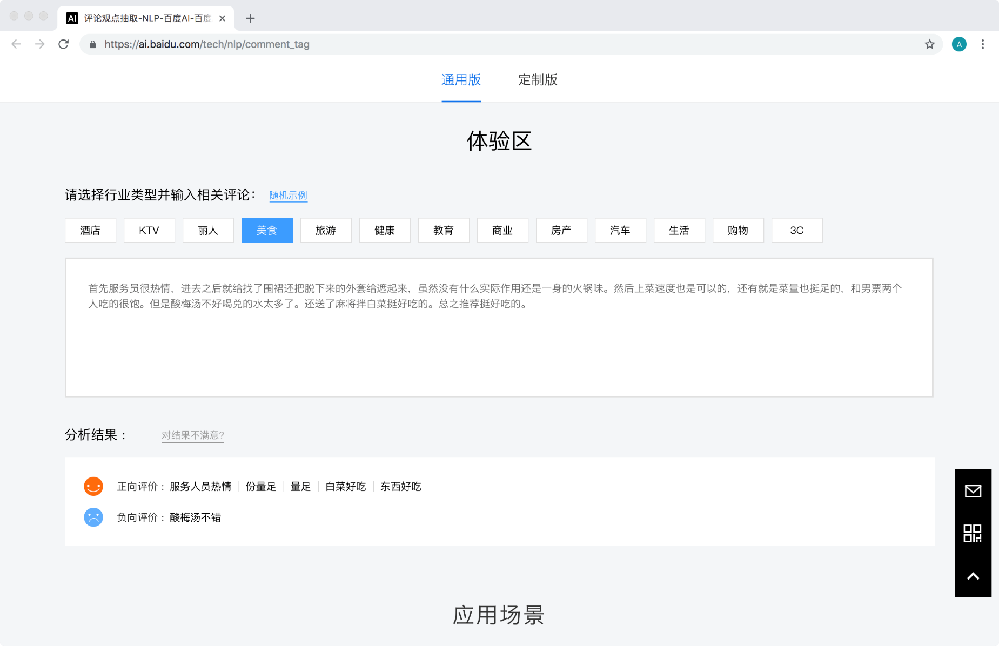 AI 评论观点抽取-NLP-百度AI-百度
https://ai.baidu.com/tech/nlp/comment_tag
A
通用版 定制版
体验区
请选择行业类型并输入相关评论： 随机示例
酒店 KTV 丽人 美食 旅游 健康 教育 商业 房产 汽车 生活 购物 3C
首先服务员很热情，进去之后就给找了围裙还把脱下来的外套给遮起来，虽然没有什么实际作用还是一身的火锅味。然后上菜速度也是可以的，还有就是菜量也挺足的，和男票两个
人吃的很饱。但是酸梅汤不好喝兑的水太多了。还送了麻将拌白菜挺好吃的。总之推荐挺好吃的。
分析结果： 对结果不满意?
正向评价：服务人员热情 份量足 量足 白菜好吃 东西好吃
负向评价：酸梅汤不错
应用场景